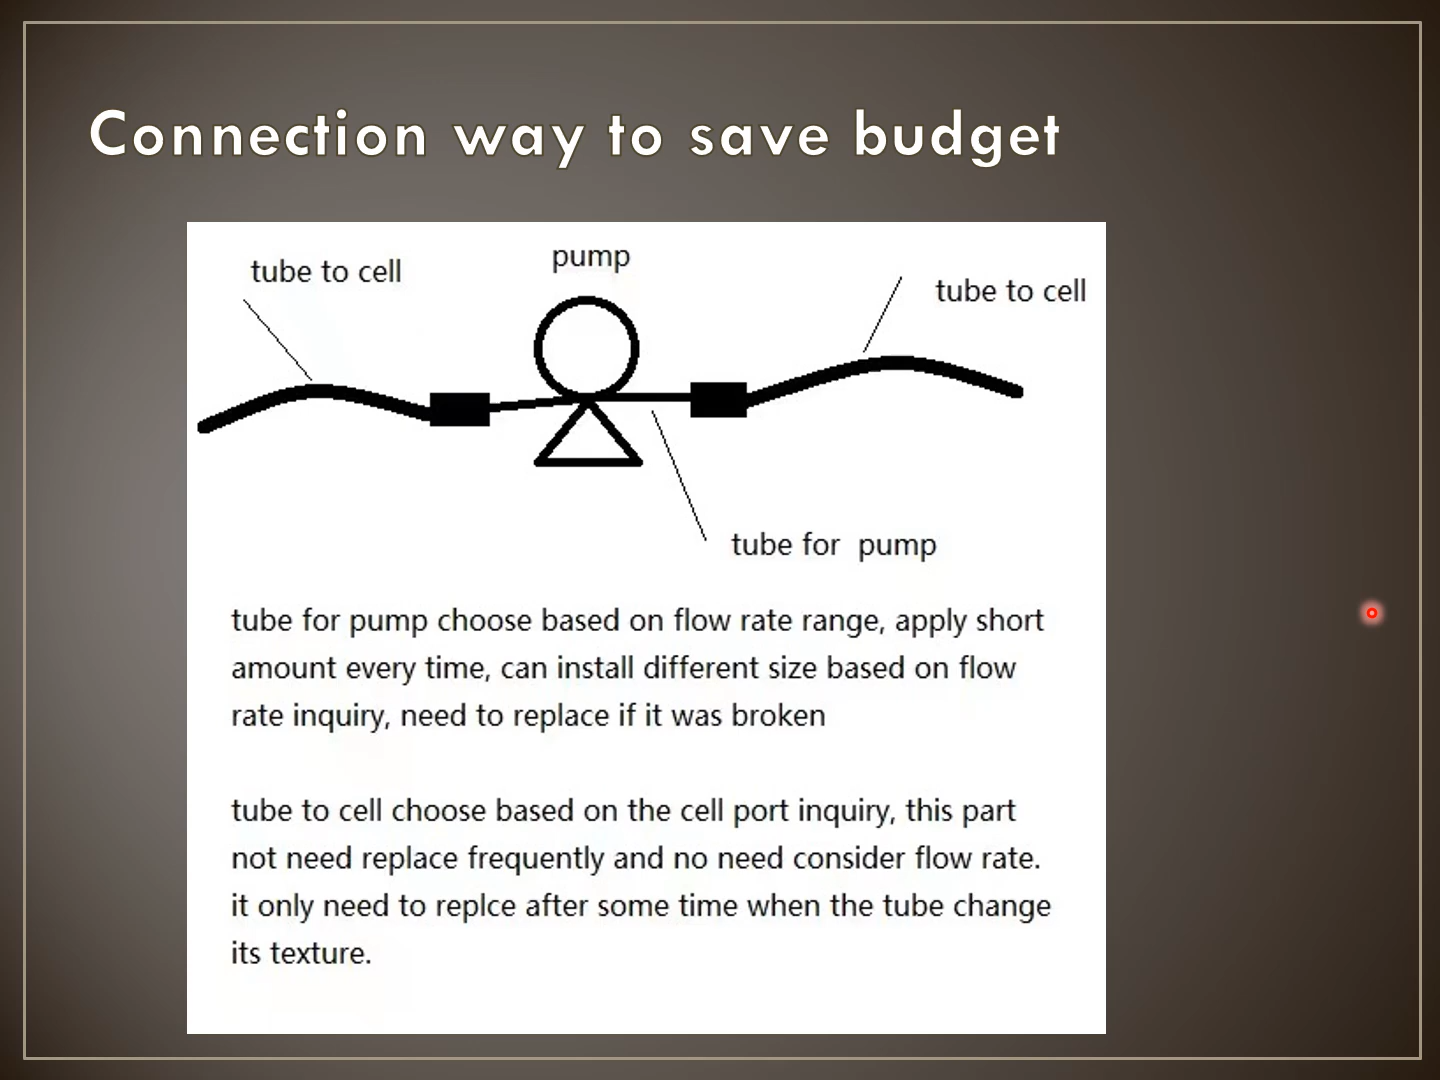 Connection way to save budget
tube to cell
pump
tube to cell
tube for  pump
tube for pump choose based on flow rate range, apply short
amount every time, can install different size based on flow
rate inquiry, need to replace if it was broken
tube to cell choose based on the cell port inquiry, this part
not need replace frequently and no need consider flow rate.
it only need to replce after some time when the tube change
its texture.